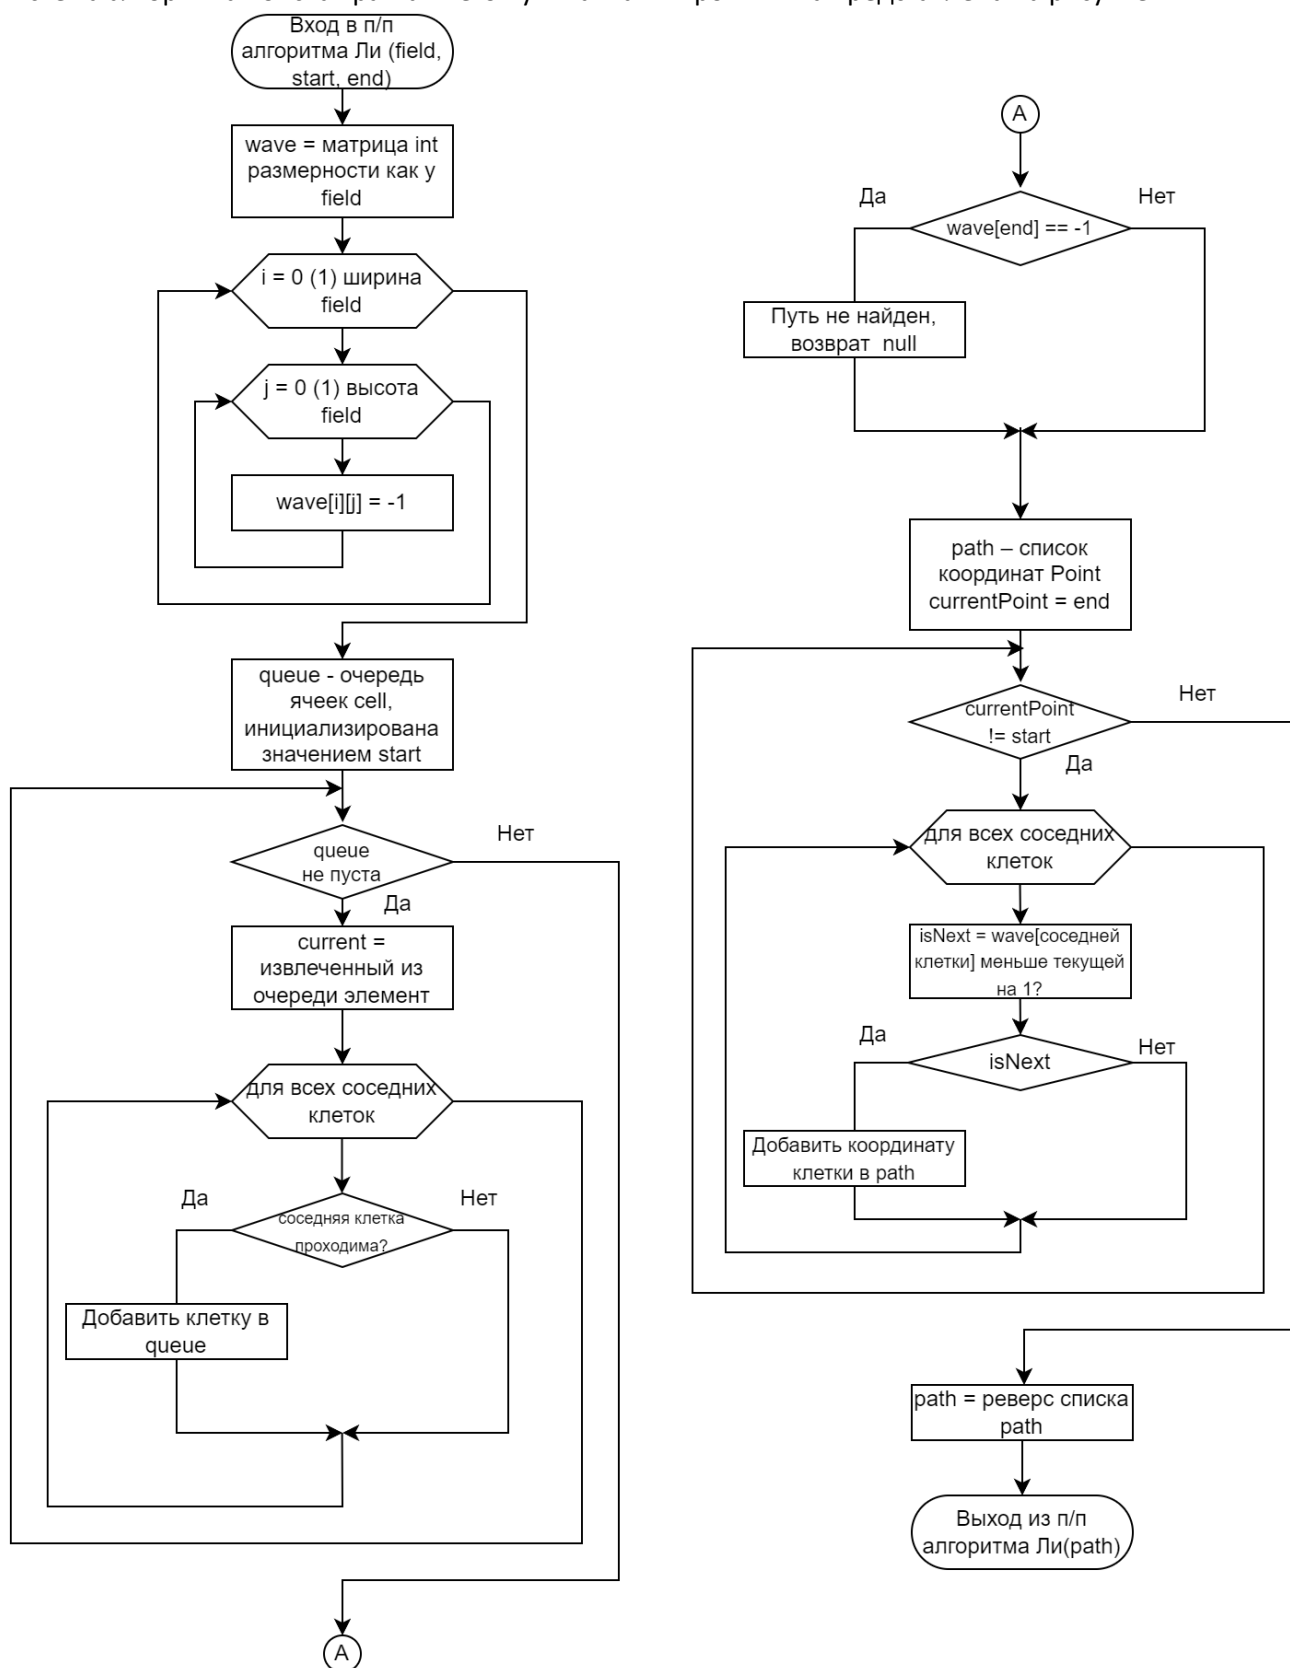 Вход в п/п
алгоритма Ли (field,
start, end)
wave = матрица int
размерности как у
field
i = 0 (1) ширина
field
j = 0 (1) высота
field
wave[i][j] = -1
queue - очередь
ячеек cell,
инициализирована
значением start
queue
не пуста
Нет
Да
current =
извлеченный из
очереди элемент
для всех соседних
клеток
Да
Нет
соседняя клетка
проходима?
Добавить клетку в
queue
A
A
Да
Нет
wave[end] == -1
Путь не найден,
возврат null
path – список
координат Point
currentPoint = end
currentPoint
!= start
Нет
Да
для всех соседних
клеток
isNext = wave[соседней
клетки] меньше текущей
на 1?
Да
Нет
isNext
Добавить координату
клетки в path
path = реверс списка
path
Выход из п/п
алгоритма Ли(path)